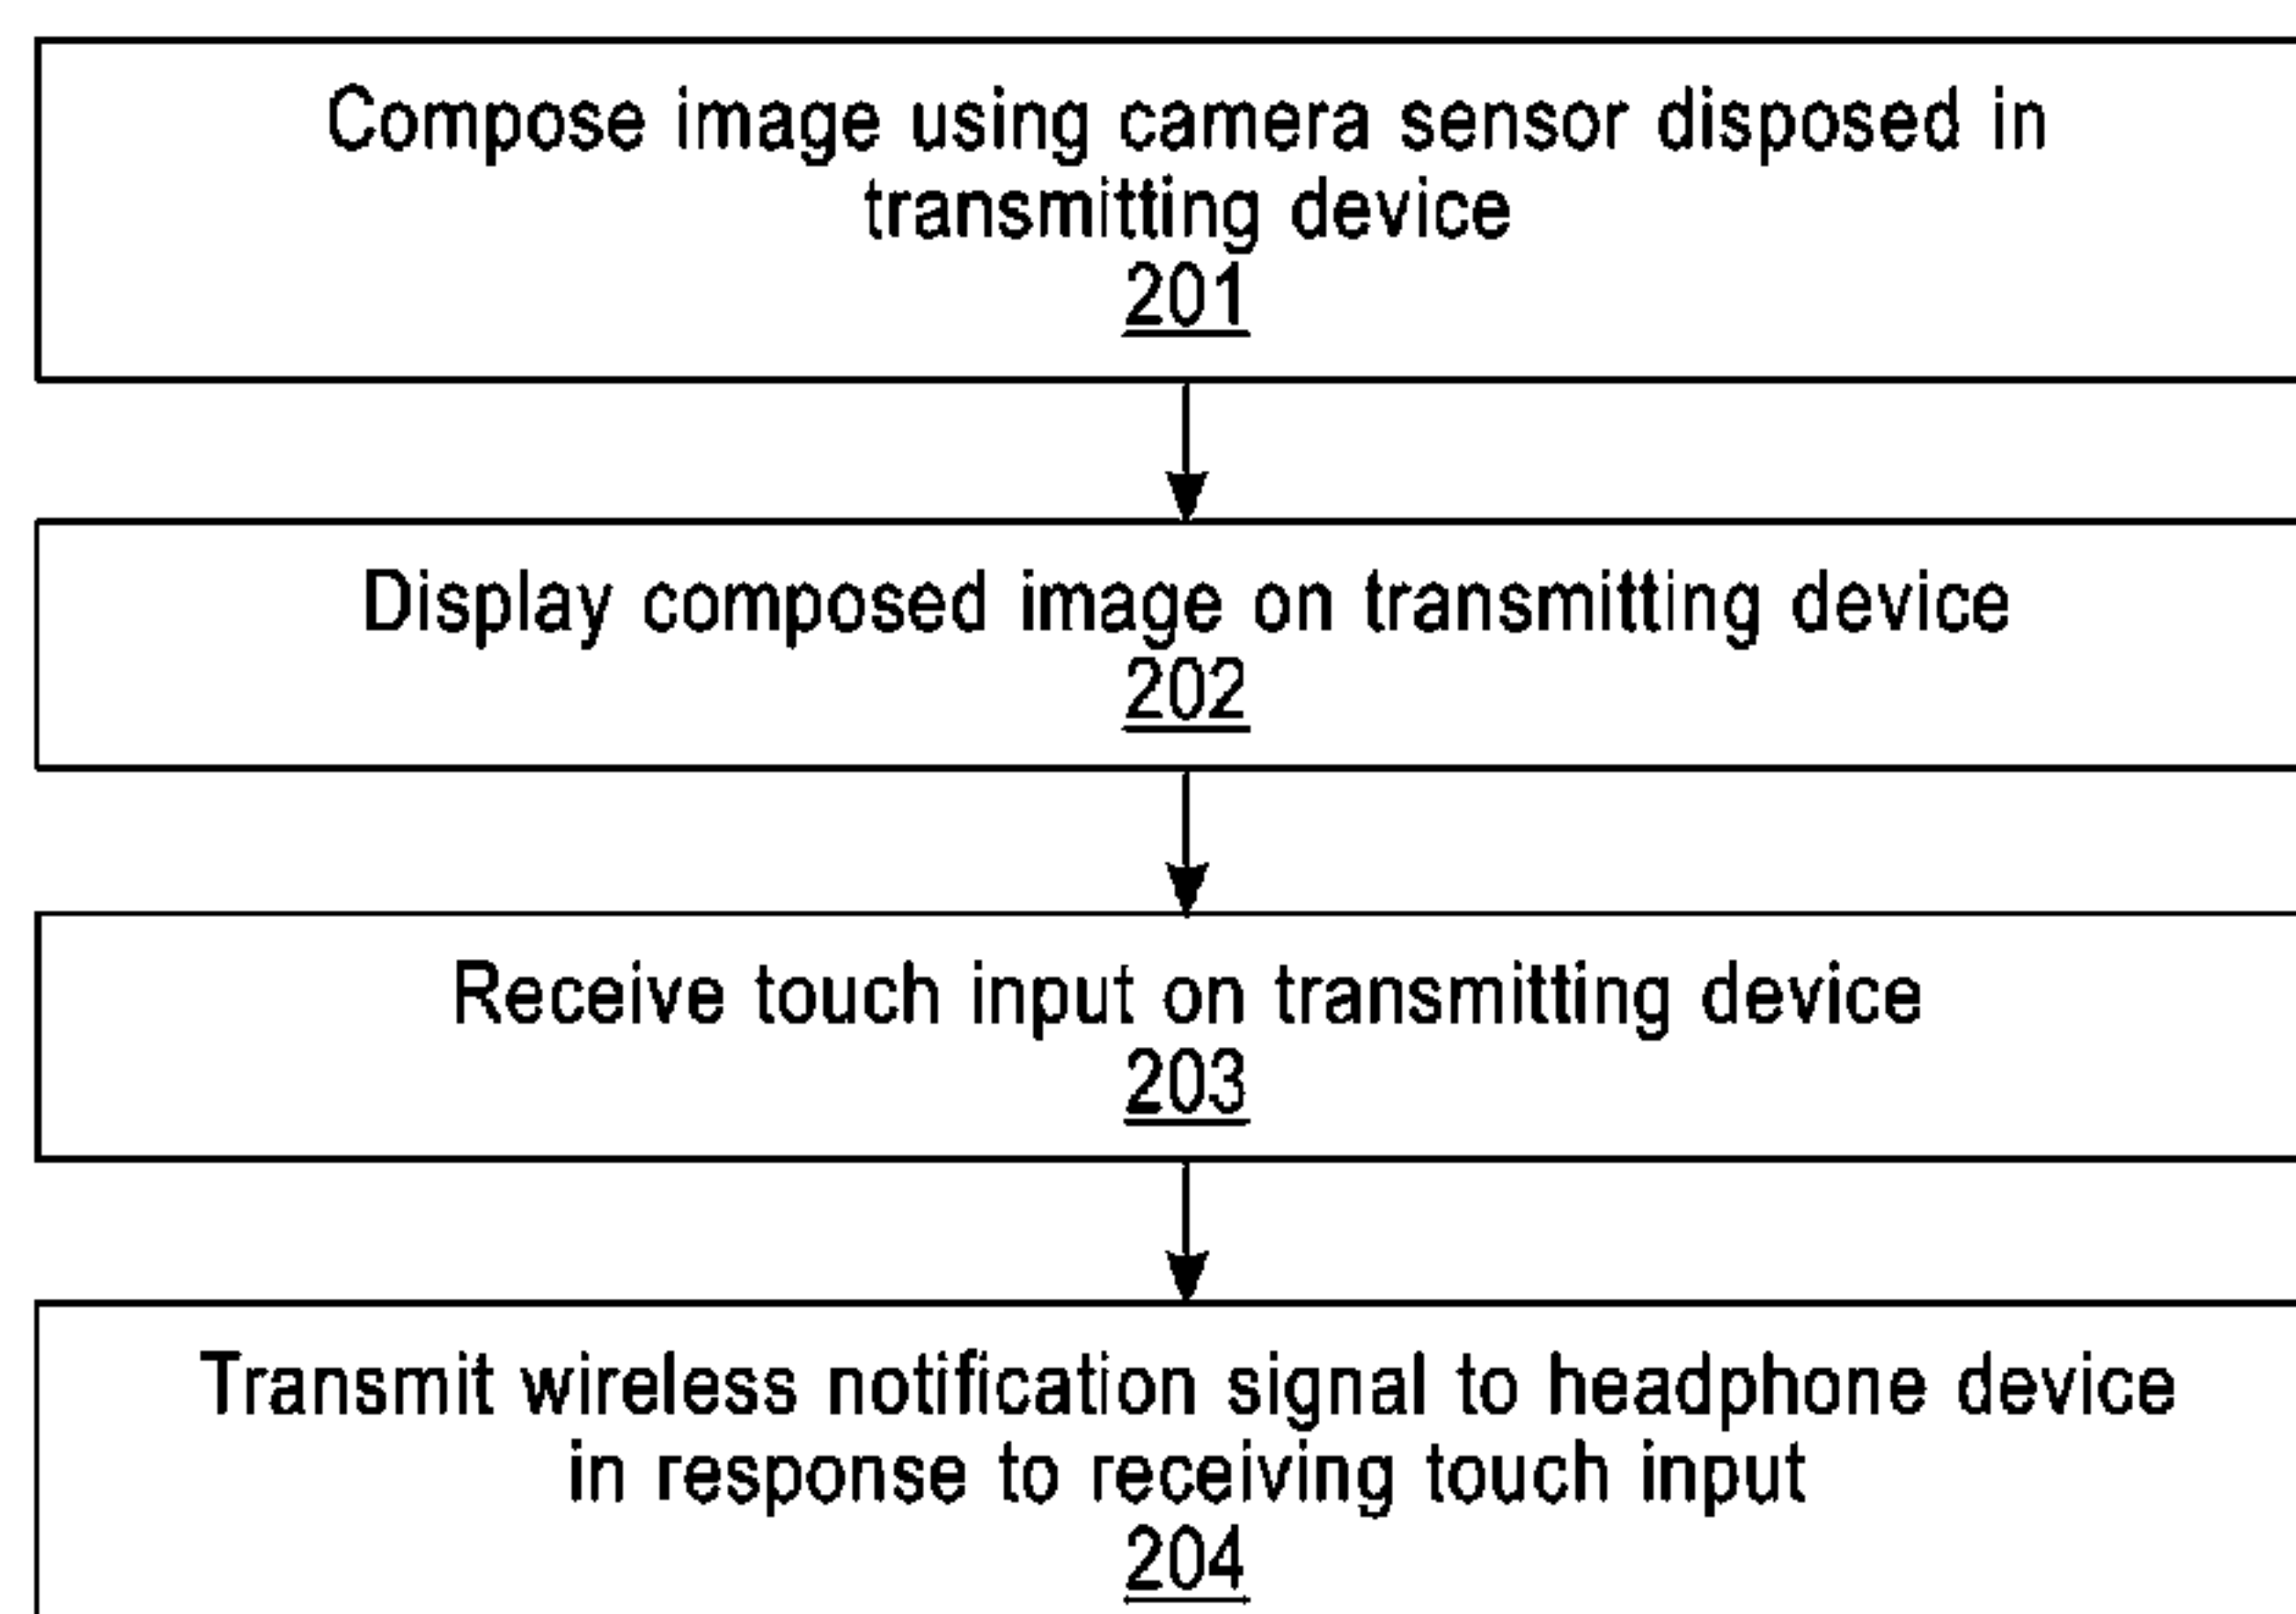 Compose image using camera sensor disposed in
transmitting device
201
Display composed image on transmitting device
202
Receive touch input on transmitting device
203
Transmit wireless notification signal to headphone device
in response to receiving touch input
204